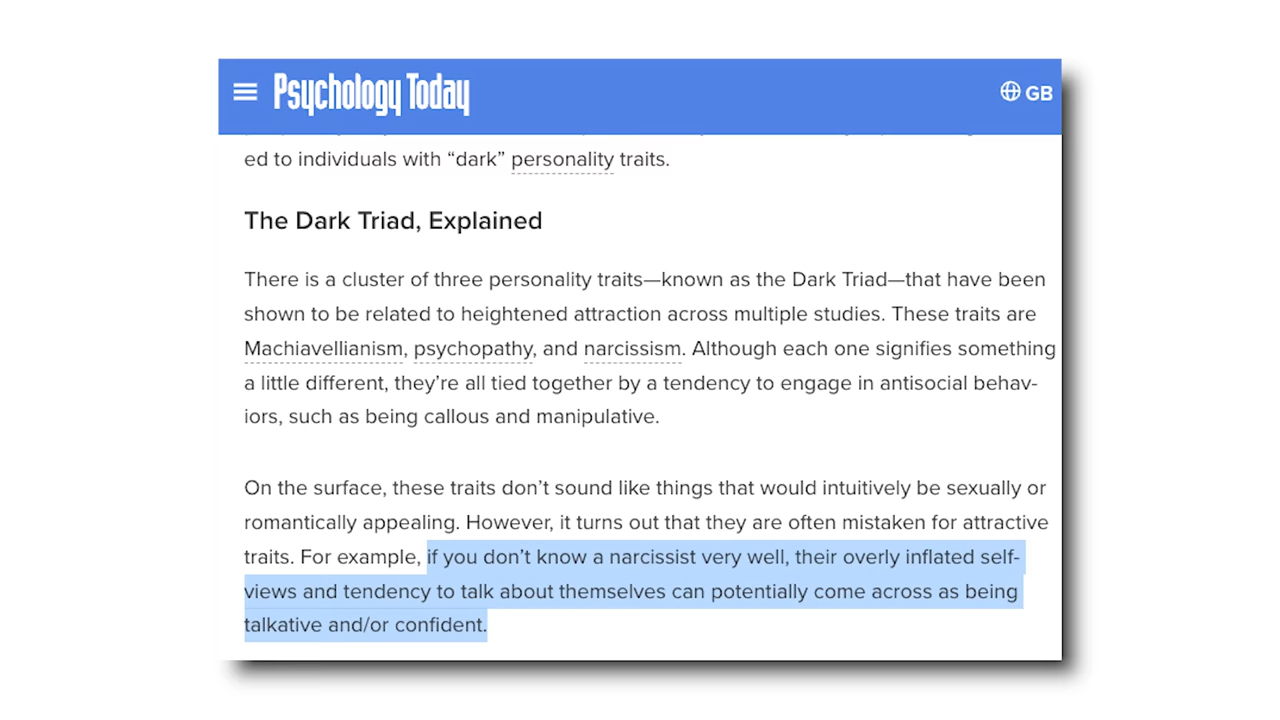 Psychology Today
GB
ed to individuals with “dark” personality traits.
The Dark Triad, Explained
There is a cluster of three personality traits—known as the Dark Triad—that have been
shown to be related to heightened attraction across multiple studies. These traits are
Machiavellianism, psychopathy, and narcissism. Although each one signifies something
a little different, they’re all tied together by a tendency to engage in antisocial behav-
iors, such as being callous and manipulative.
On the surface, these traits don’t sound like things that would intuitively be sexually or
romantically appealing. However, it turns out that they are often mistaken for attractive
traits. For example, if you don’t know a narcissist very well, their overly inflated self-
views and tendency to talk about themselves can potentially come across as being
talkative and/or confident.